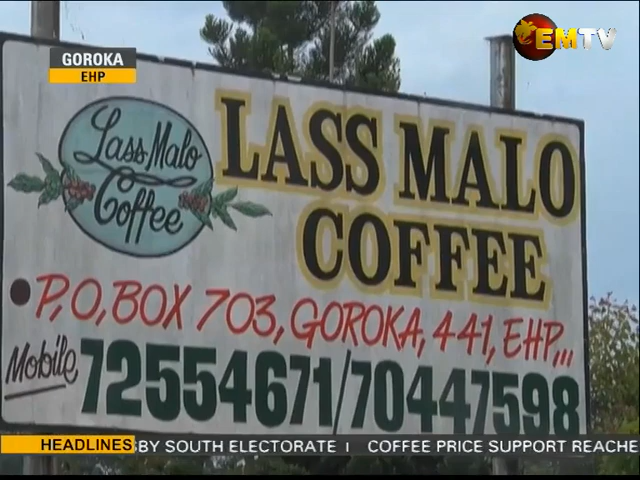 GOROKA
EHP
EMTV
Lass Malo
Coffee
LASS MALO
COFFEE
P,O,BOX 703, GOROKA, 441, EHP,,,
Mobile 72554671/70447598
HEADLINES BY SOUTH ELECTORATE I COFFEE PRICE SUPPORT REACHE